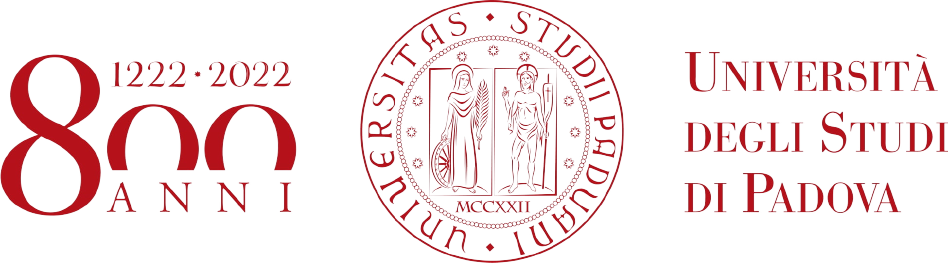 1222·2022
800
ANNI
UNIVERSITAS · STUDII PADUANI ·
MCCXXII
UNIVERSITÀ
DEGLI STUDI
DI PADOVA